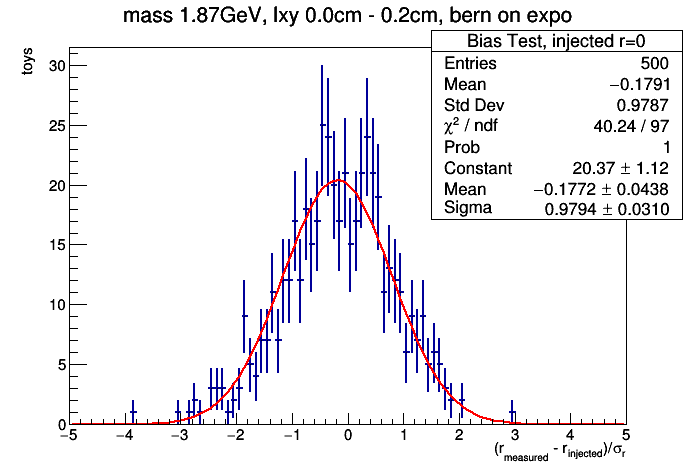 mass 1.87GeV, lxy 0.0cm - 0.2cm, bern on expo
Bias Test, injected r=0
Entries 500
Mean −0.1791
Std Dev 0.9787
χ² / ndf 40.24 / 97
Prob 1
Constant 20.37 ± 1.12
Mean −0.1772 ± 0.0438
Sigma 0.9794 ± 0.0310
toys
30
25
20
15
10
5
0
−5 −4 −3 −2 −1 0 1 2 3 4 5
(r_measured - r_injected)/σ_r